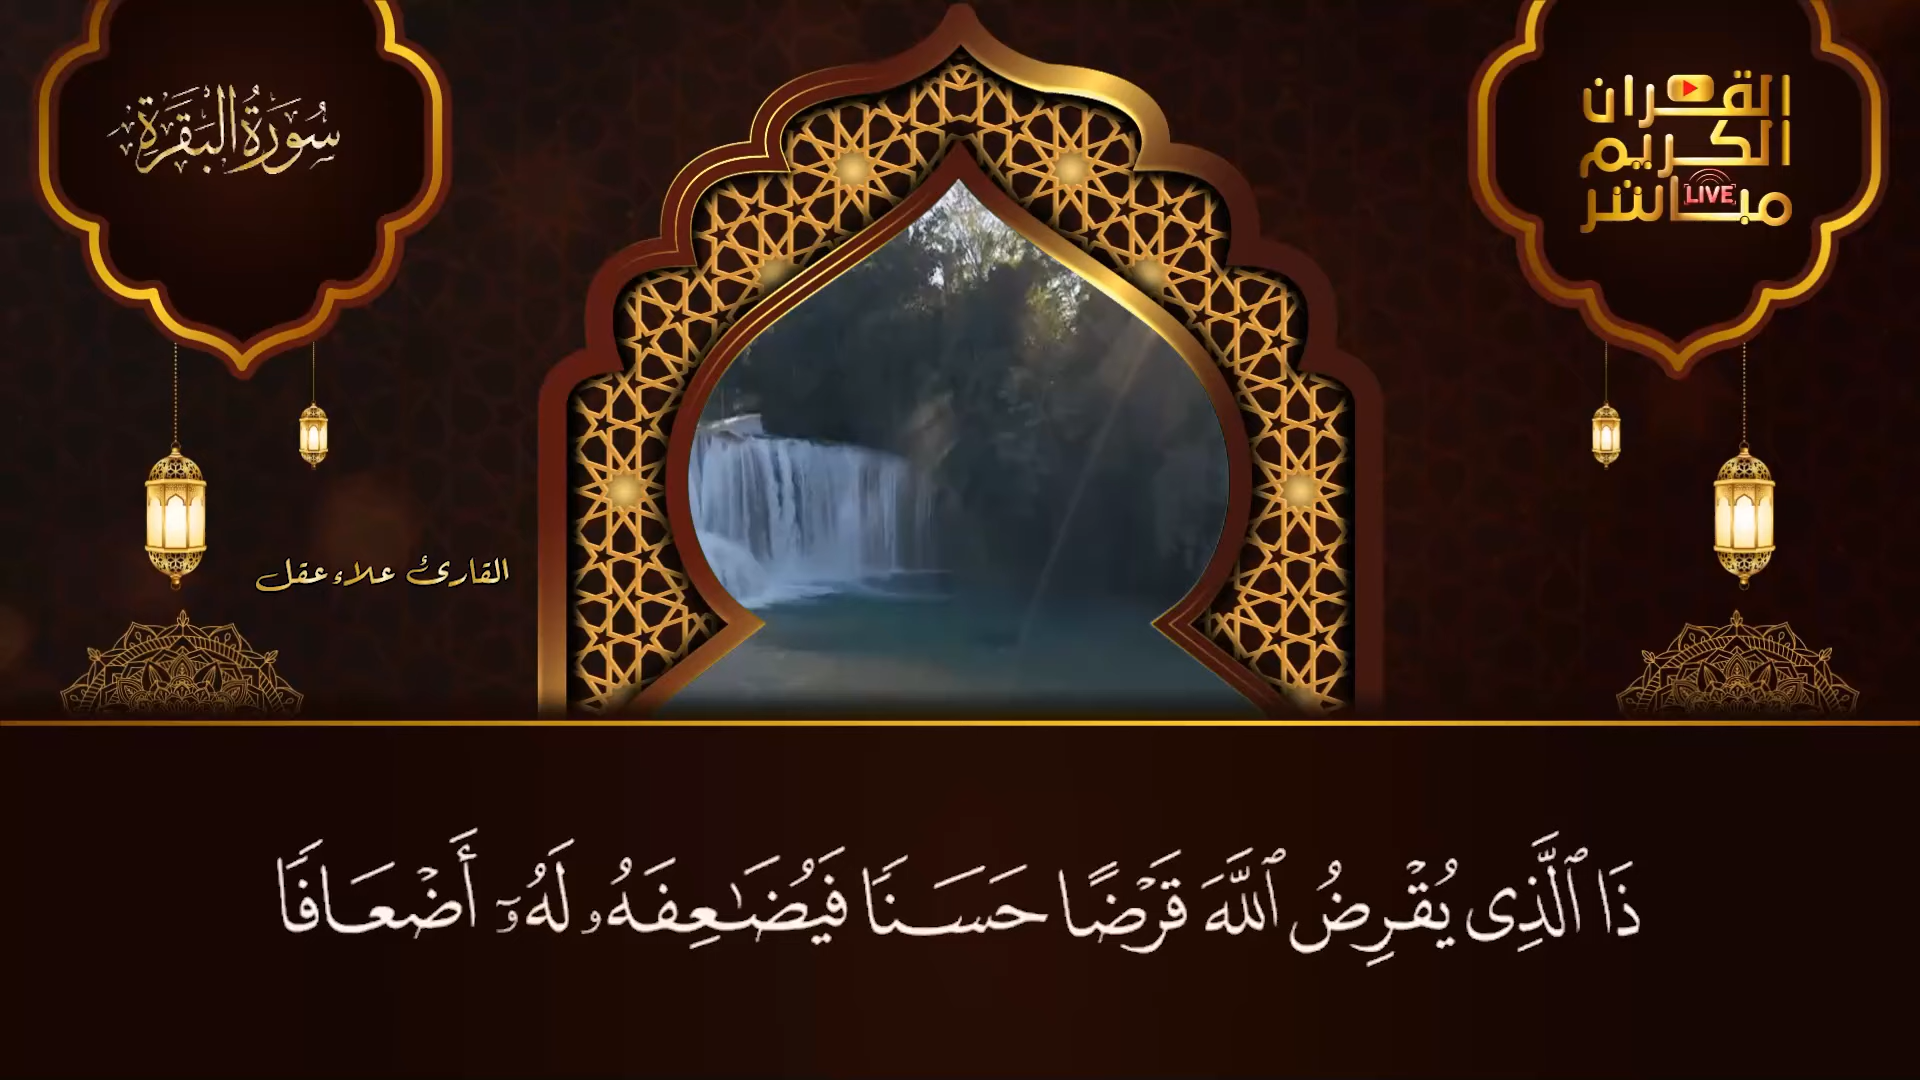 سُورَةُ البَقَرَةِ
القرآن
الكريم
مباشر
LIVE
القارئ علاء عقل
ذَا ٱلَّذِى يُقْرِضُ ٱللَّهَ قَرْضًا حَسَنًا فَيُضَـٰعِفَهُۥ لَهُۥٓ أَضْعَافًا